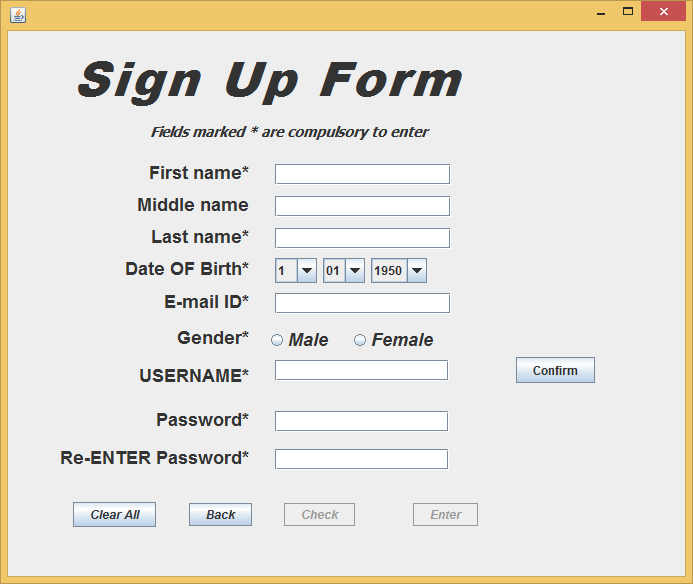 Sign Up Form
Fields marked * are compulsory to enter
First name*
Middle name
Last name*
Date OF Birth* 1 01 1950
E-mail ID*
Gender* Male Female
USERNAME* Confirm
Password*
Re-ENTER Password*
Clear All Back Check Enter